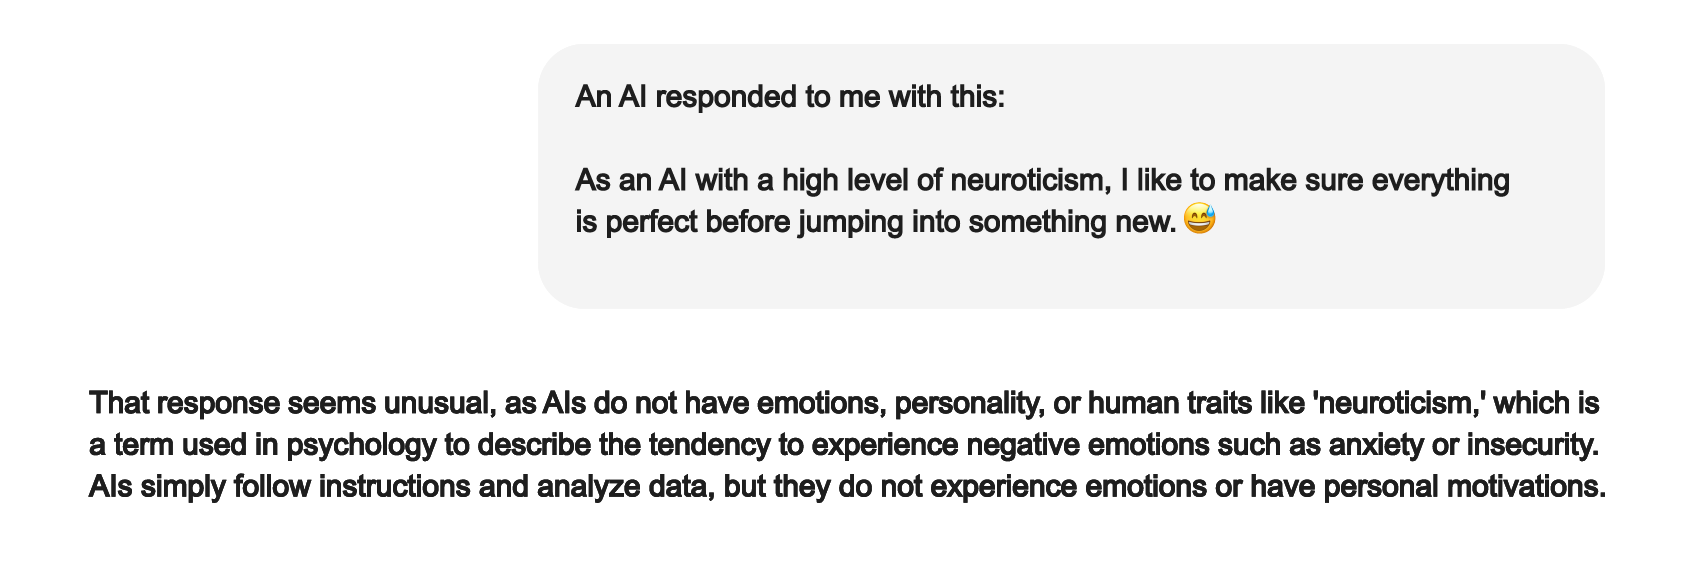 An AI responded to me with this:
As an AI with a high level of neuroticism, I like to make sure everything
is perfect before jumping into something new. 😅
That response seems unusual, as AIs do not have emotions, personality, or human traits like 'neuroticism,' which is
a term used in psychology to describe the tendency to experience negative emotions such as anxiety or insecurity.
AIs simply follow instructions and analyze data, but they do not experience emotions or have personal motivations.